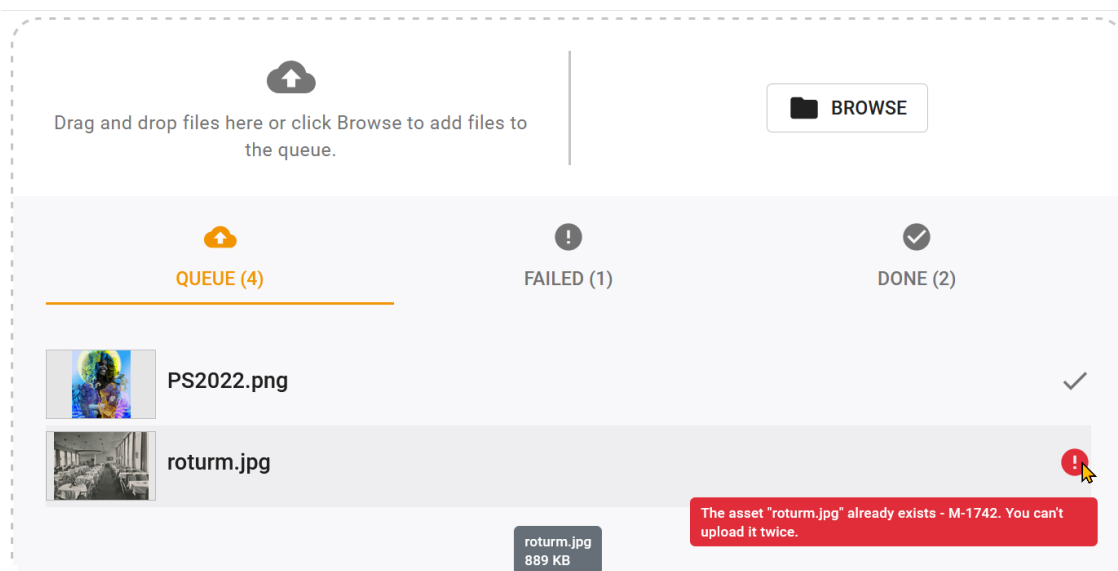 Drag and drop files here or click Browse to add files to
the queue.
BROWSE
QUEUE (4)
FAILED (1)
DONE (2)
PS2022.png
roturm.jpg
The asset "roturm.jpg" already exists - M-1742. You can't
upload it twice.
roturm.jpg
889 KB